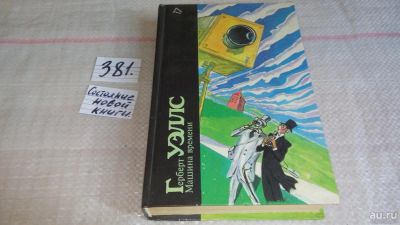 381.
Состояние
новой
книги.
Герберт
УЭЛЛС
Машина времени
au.ru